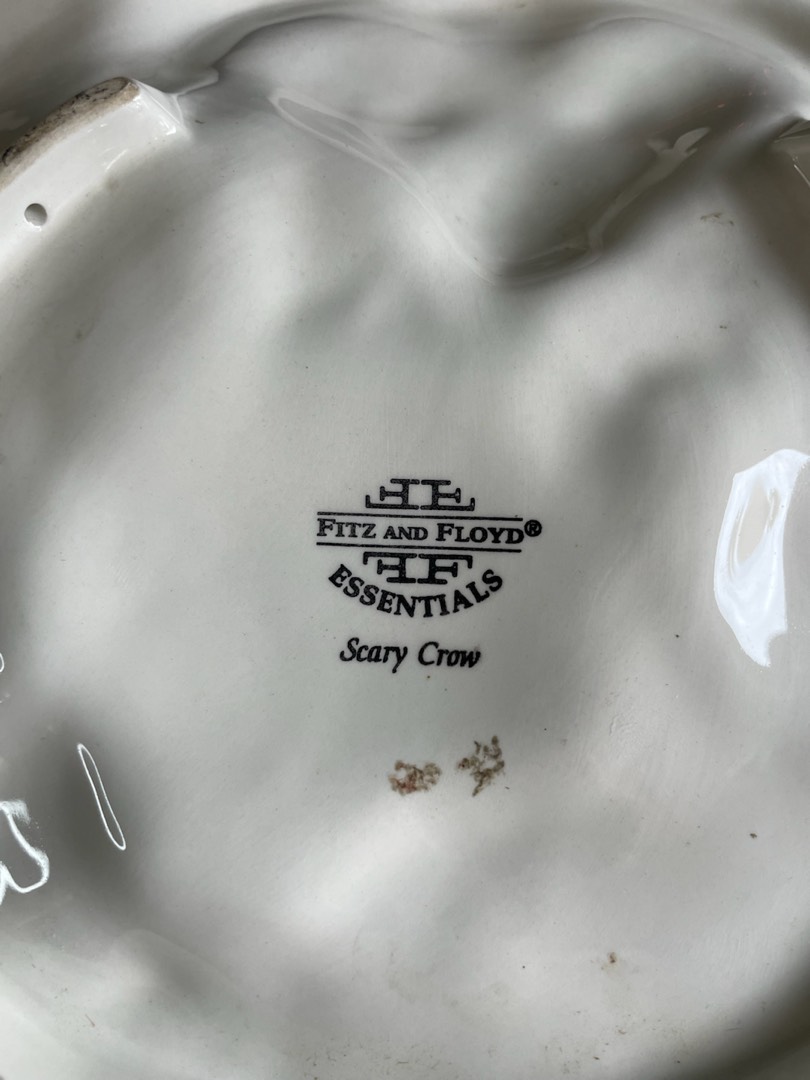 FITZ AND FLOYD®
ESSENTIALS
Scary Crow